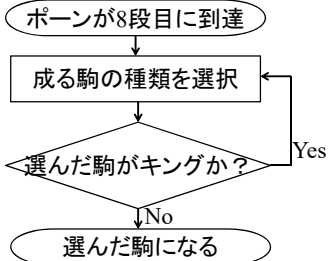 ポーンが8段目に到達
成る駒の種類を選択
選んだ駒がキングか？
Yes
No
選んだ駒になる